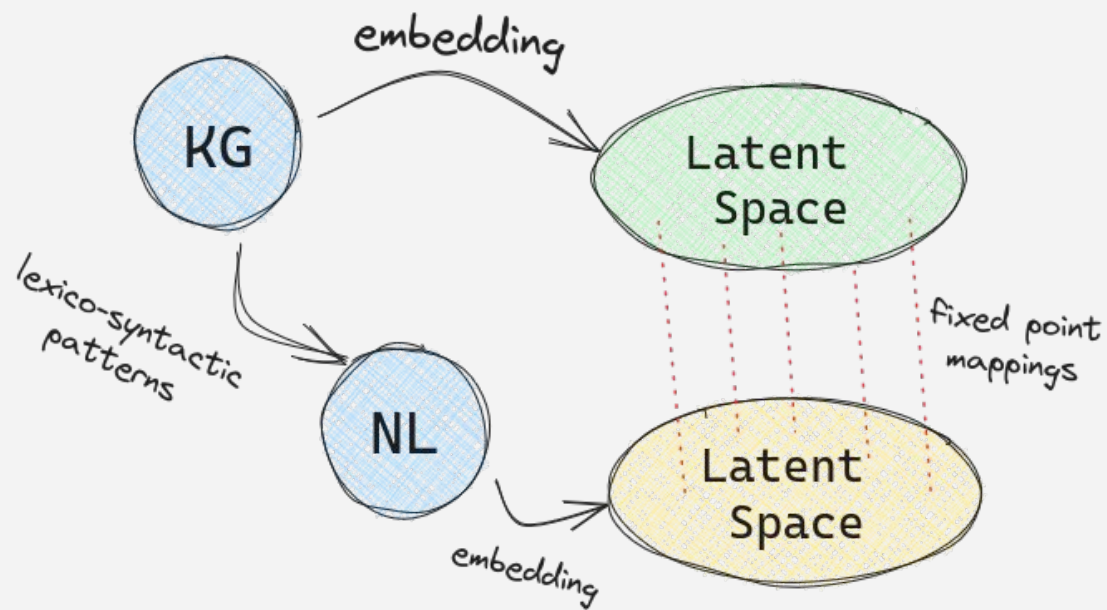 embedding
KG
Latent
Space
lexico-syntactic
patterns
fixed point
mappings
NL
Latent
Space
embedding